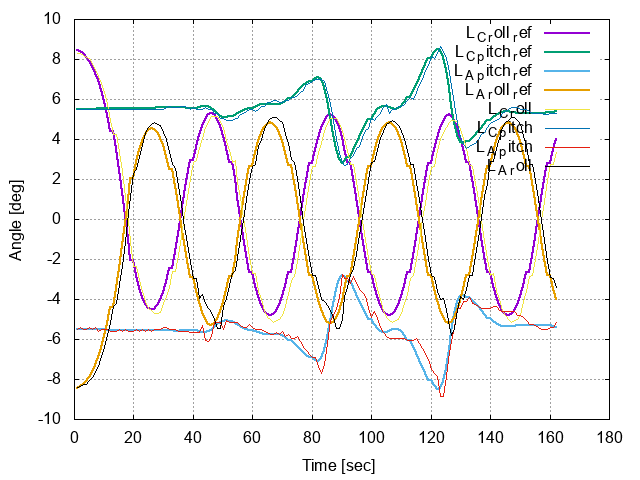 10
8
6
4
2
0
-2
-4
-6
-8
-10
0 20 40 60 80 100 120 140 160 180
Angle [deg]
Time [sec]
L_Croll_ref
L_Cpitch_ref
L_Apitch_ref
L_Aroll_ref
L_Croll
L_Cpitch
L_Apitch
L_Aroll